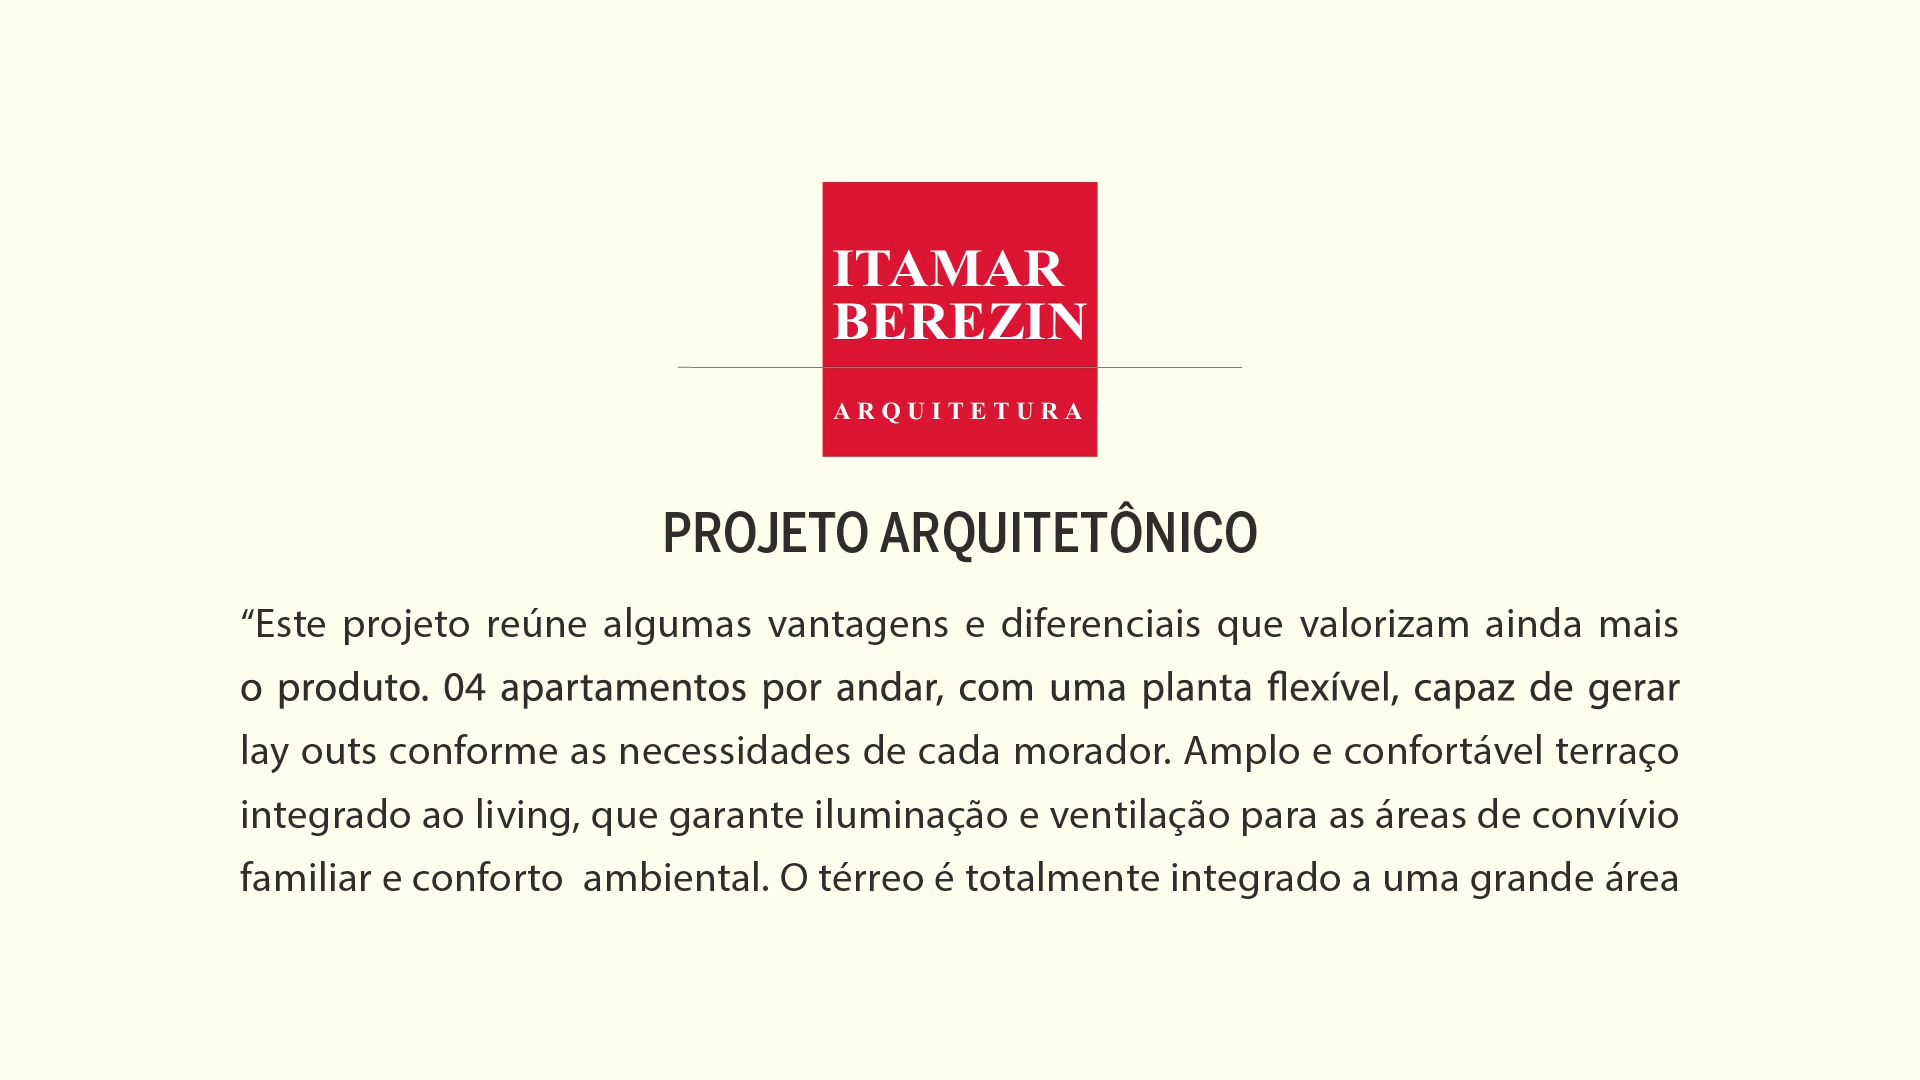 ITAMAR
BEREZIN
ARQUITETURA
PROJETO ARQUITETÔNICO
“Este projeto reúne algumas vantagens e diferenciais que valorizam ainda mais
o produto. 04 apartamentos por andar, com uma planta flexível, capaz de gerar
lay outs conforme as necessidades de cada morador. Amplo e confortável terraço
integrado ao living, que garante iluminação e ventilação para as áreas de convívio
familiar e conforto  ambiental. O térreo é totalmente integrado a uma grande área